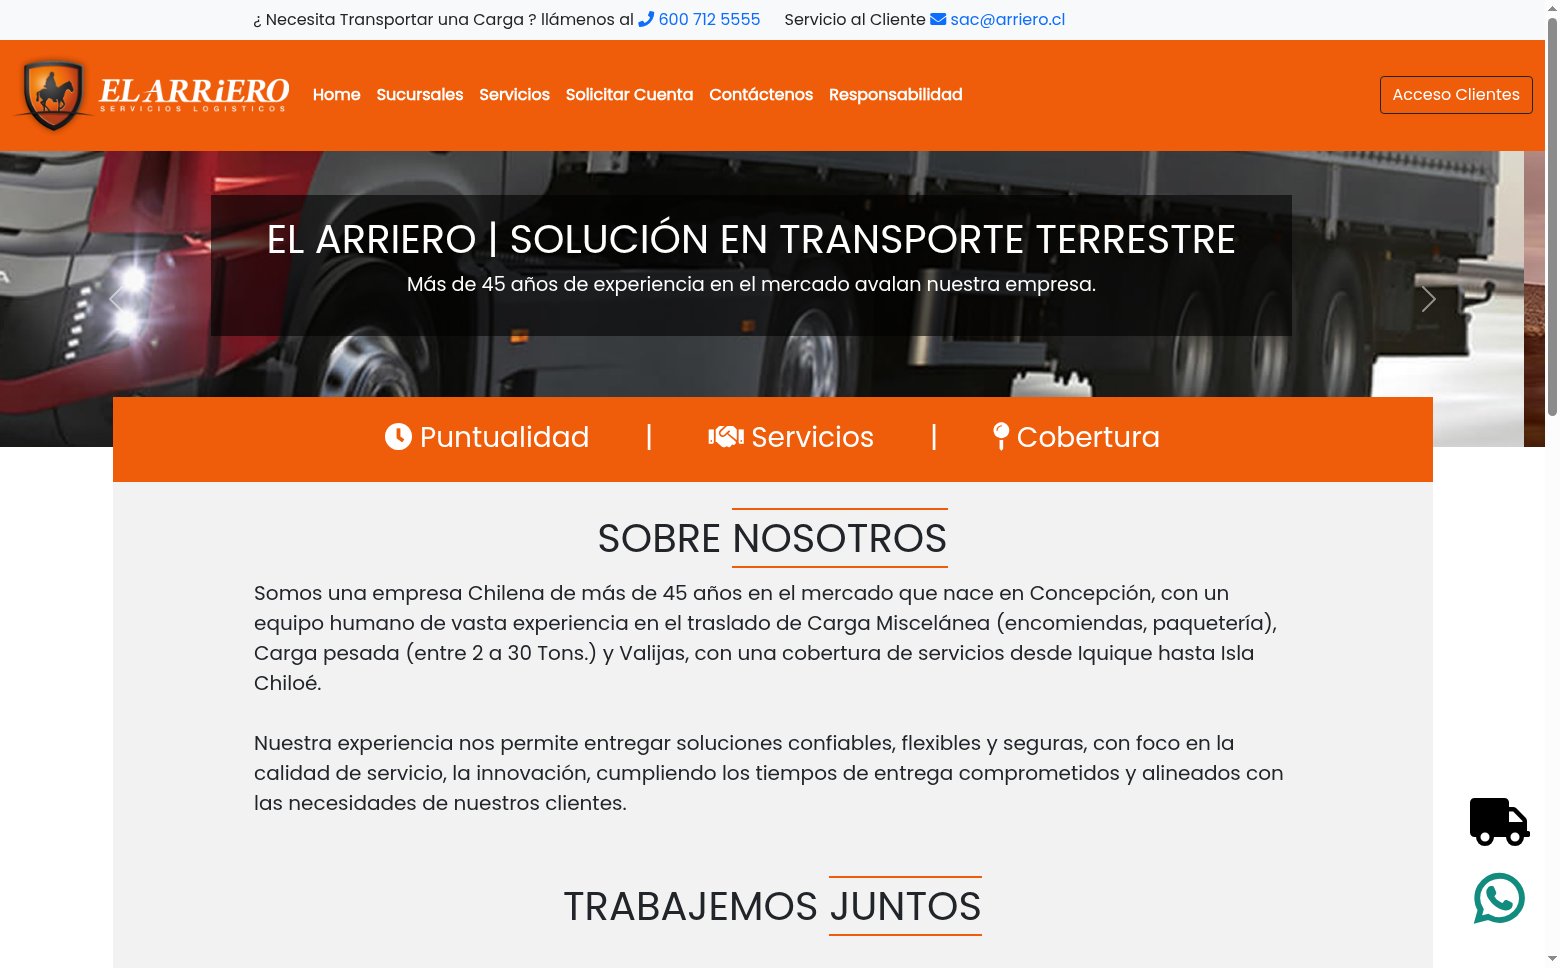 ¿ Necesita Transportar una Carga ? llámenos al 600 712 5555 Servicio al Cliente sac@arriero.cl
EL ARRiERO
SERVICIOS LOGISTICOS
Home Sucursales Servicios Solicitar Cuenta Contáctenos Responsabilidad
Acceso Clientes
EL ARRIERO | SOLUCIÓN EN TRANSPORTE TERRESTRE
Más de 45 años de experiencia en el mercado avalan nuestra empresa.
Puntualidad | Servicios | Cobertura
SOBRE NOSOTROS
Somos una empresa Chilena de más de 45 años en el mercado que nace en Concepción, con un
equipo humano de vasta experiencia en el traslado de Carga Miscelánea (encomiendas, paquetería),
Carga pesada (entre 2 a 30 Tons.) y Valijas, con una cobertura de servicios desde Iquique hasta Isla
Chiloé.
Nuestra experiencia nos permite entregar soluciones confiables, flexibles y seguras, con foco en la
calidad de servicio, la innovación, cumpliendo los tiempos de entrega comprometidos y alineados con
las necesidades de nuestros clientes.
TRABAJEMOS JUNTOS